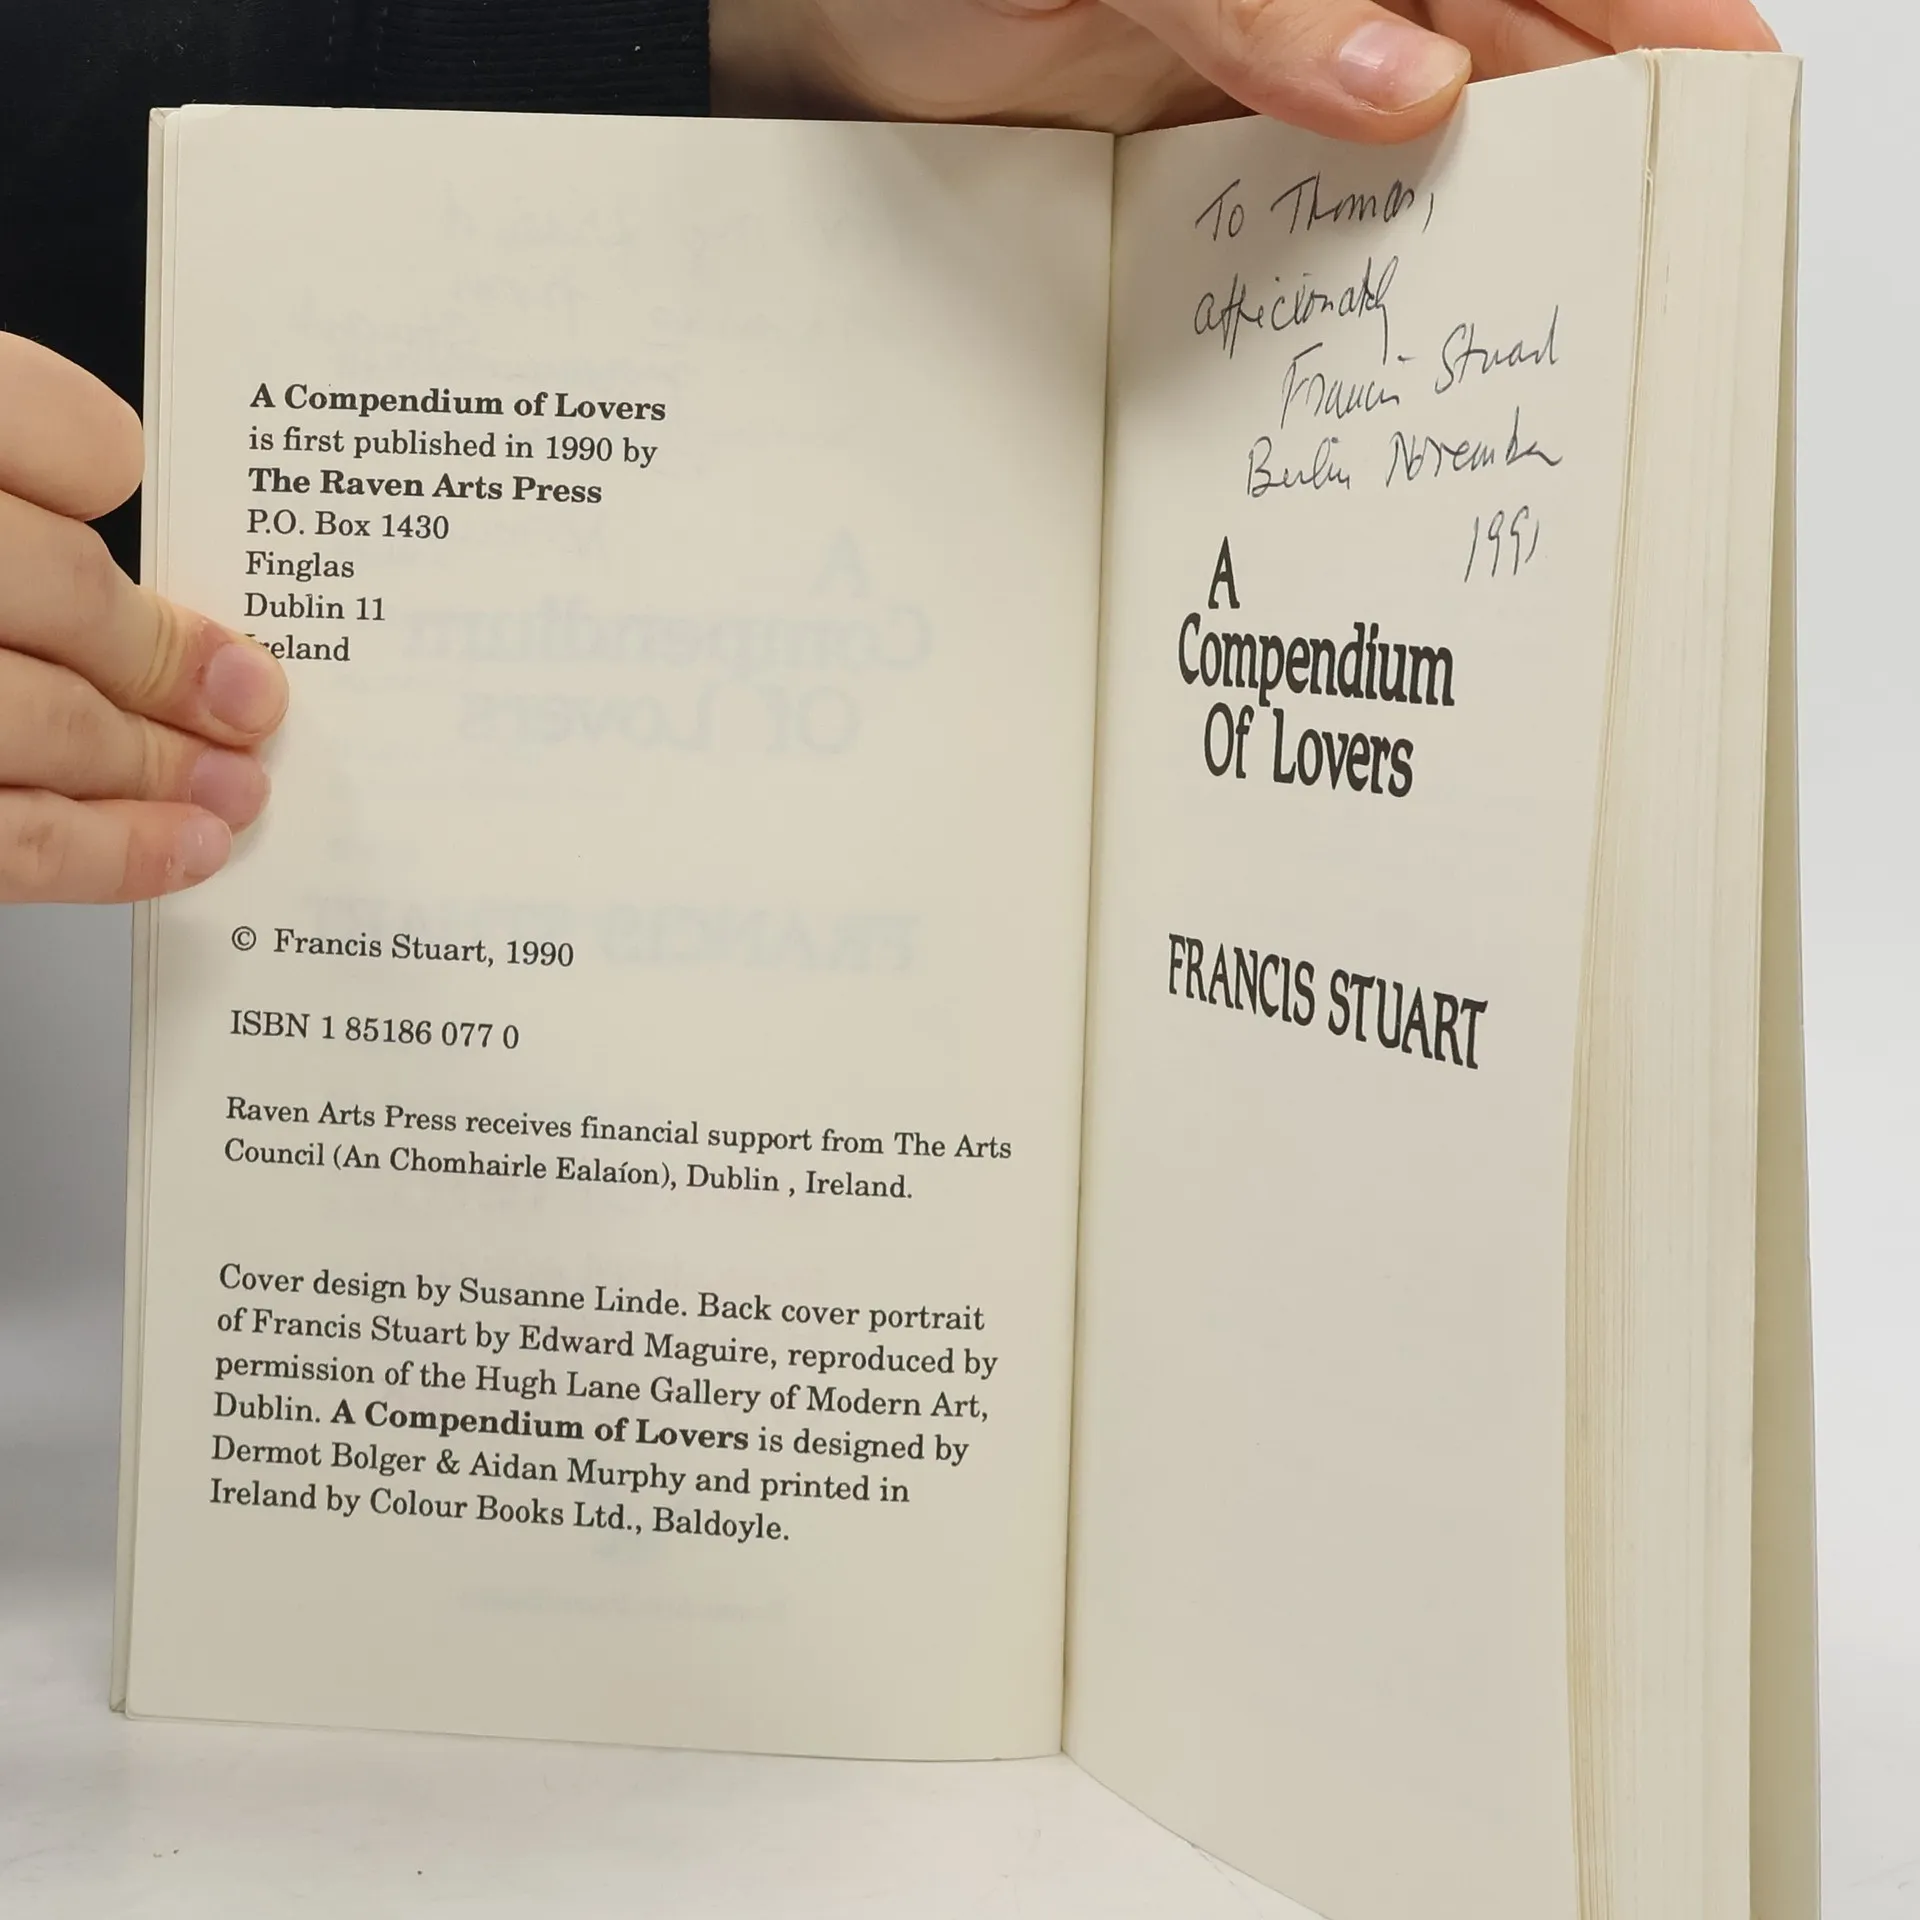 A Compendium of Lovers
is first published in 1990 by
The Raven Arts Press
P.O. Box 1430
Finglas
Dublin 11
Ireland
© Francis Stuart, 1990
ISBN 1 85186 077 0
Raven Arts Press receives financial support from The Arts
Council (An Chomhairle Ealaíon), Dublin , Ireland.
Cover design by Susanne Linde. Back cover portrait
of Francis Stuart by Edward Maguire, reproduced by
permission of the Hugh Lane Gallery of Modern Art,
Dublin. A Compendium of Lovers is designed by
Dermot Bolger & Aidan Murphy and printed in
Ireland by Colour Books Ltd., Baldoyle.
To Thomas,
affectionately
Francis Stuart
Berlin November
1991
A
Compendium
Of Lovers
FRANCIS STUART